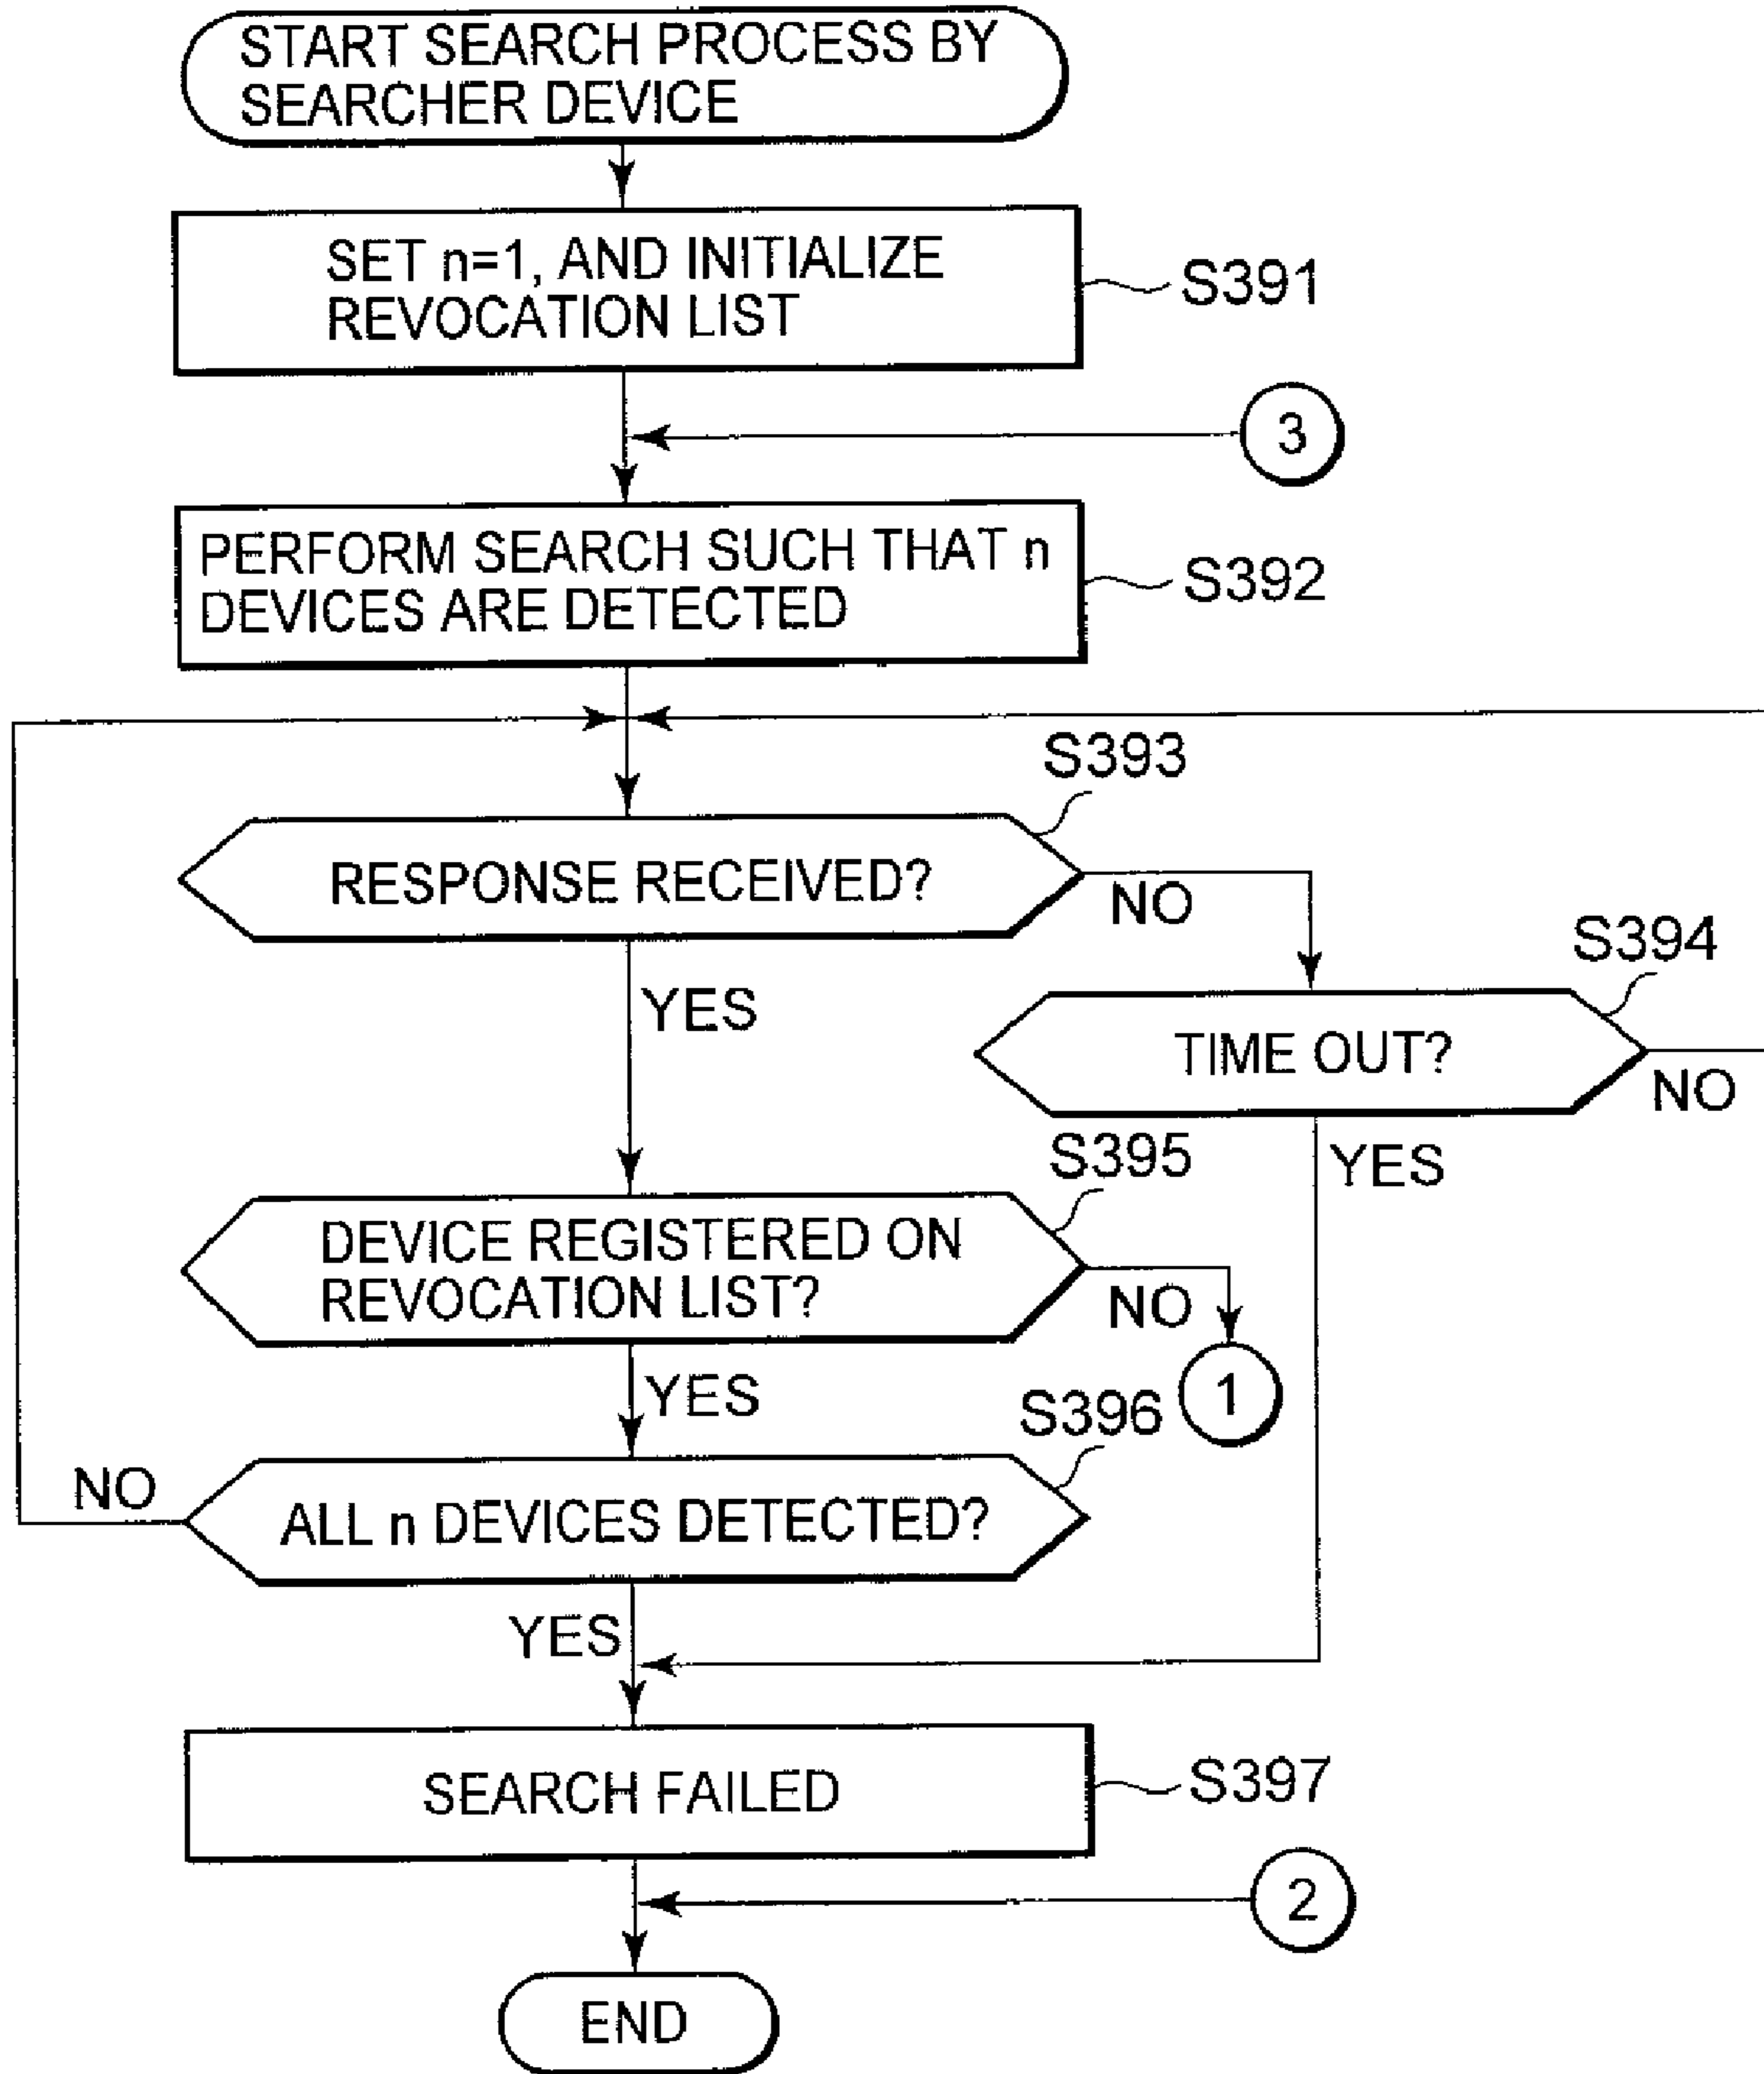 START SEARCH PROCESS BY
SEARCHER DEVICE
SET n=1, AND INITIALIZE
REVOCATION LIST
S391
3
PERFORM SEARCH SUCH THAT n
DEVICES ARE DETECTED
S392
S393
RESPONSE RECEIVED?
NO
S394
YES
TIME OUT?
NO
S395
YES
DEVICE REGISTERED ON
REVOCATION LIST?
NO
1
YES
S396
NO
ALL n DEVICES DETECTED?
YES
SEARCH FAILED
S397
2
END